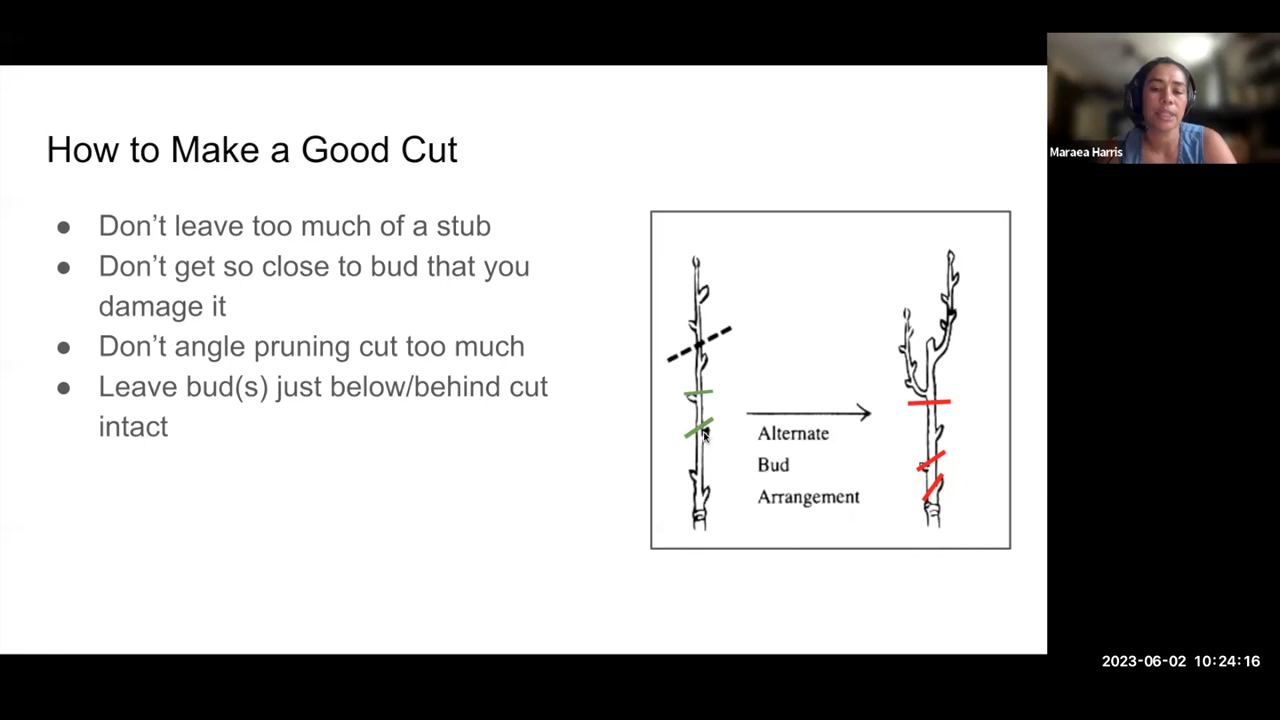 How to Make a Good Cut
● Don’t leave too much of a stub
● Don’t get so close to bud that you
damage it
● Don’t angle pruning cut too much
● Leave bud(s) just below/behind cut
intact
Alternate
Bud
Arrangement
Maraea Harris
2023-06-02 10:24:16